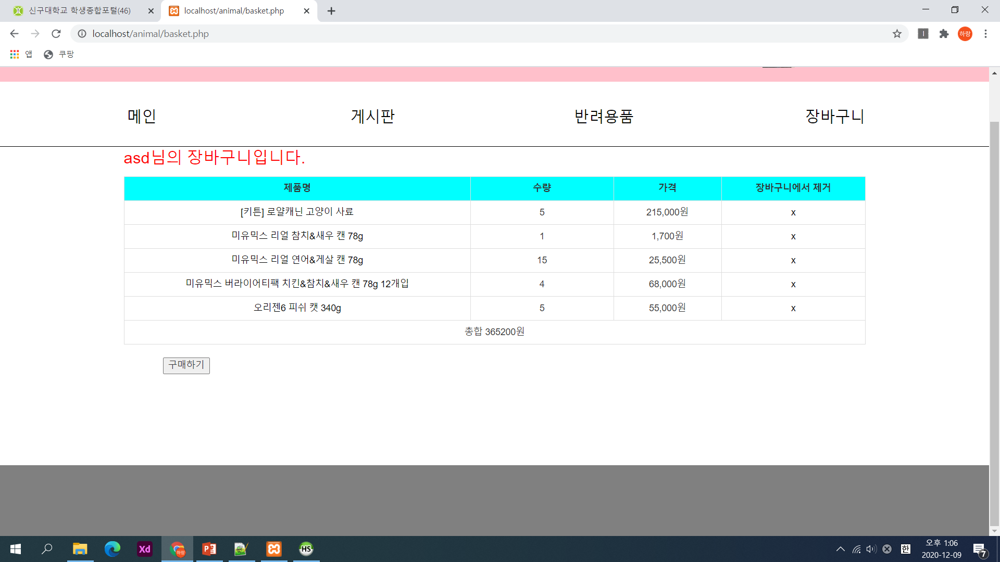 신구대학교 학생종합포털(46)
localhost/animal/basket.php
localhost/animal/basket.php
하랑
앱
쿠팡
메인 게시판 반려용품 장바구니
asd님의 장바구니입니다.
제품명 수량 가격 장바구니에서 제거
[키튼] 로얄캐닌 고양이 사료 5 215,000원 x
미유믹스 리얼 참치&새우 캔 78g 1 1,700원 x
미유믹스 리얼 연어&게살 캔 78g 15 25,500원 x
미유믹스 버라이어티팩 치킨&참치&새우 캔 78g 12개입 4 68,000원 x
오리젠6 피쉬 캣 340g 5 55,000원 x
총합 365200원
구매하기
Xd
하랑
HS
한
오후 1:06
2020-12-09
7